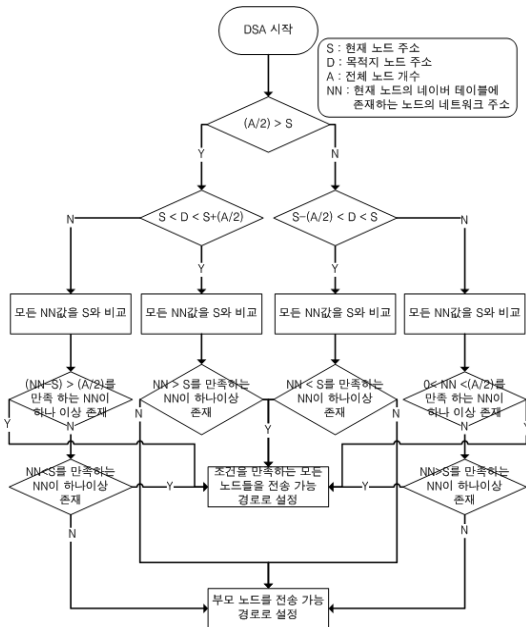 DSA 시작
S : 현재 노드 주소
D : 목적지 노드 주소
A : 전체 노드 개수
NN : 현재 노드의 네이버 테이블에
존재하는 노드의 네트워크 주소
(A/2) > S
Y
N
S < D < S+(A/2)
S-(A/2) < D < S
N
Y
Y
N
모든 NN값을 S와 비교
모든 NN값을 S와 비교
모든 NN값을 S와 비교
모든 NN값을 S와 비교
(NN-S) > (A/2)를
만족 하는 NN이
하나 이상 존재
NN > S를 만족하는
NN이 하나이상
존재
NN < S를 만족하는
NN이 하나이상
존재
0< NN <(A/2)를
만족 하는 NN이
하나 이상 존재
Y
N
N
Y
N
N
Y
NN<S를 만족하는
NN이 하나이상
존재
Y
조건을 만족하는 모든
노드들을 전송 가능
경로로 설정
Y
NN>S를 만족하는
NN이 하나이상
존재
N
N
부모 노드를 전송 가능
경로로 설정